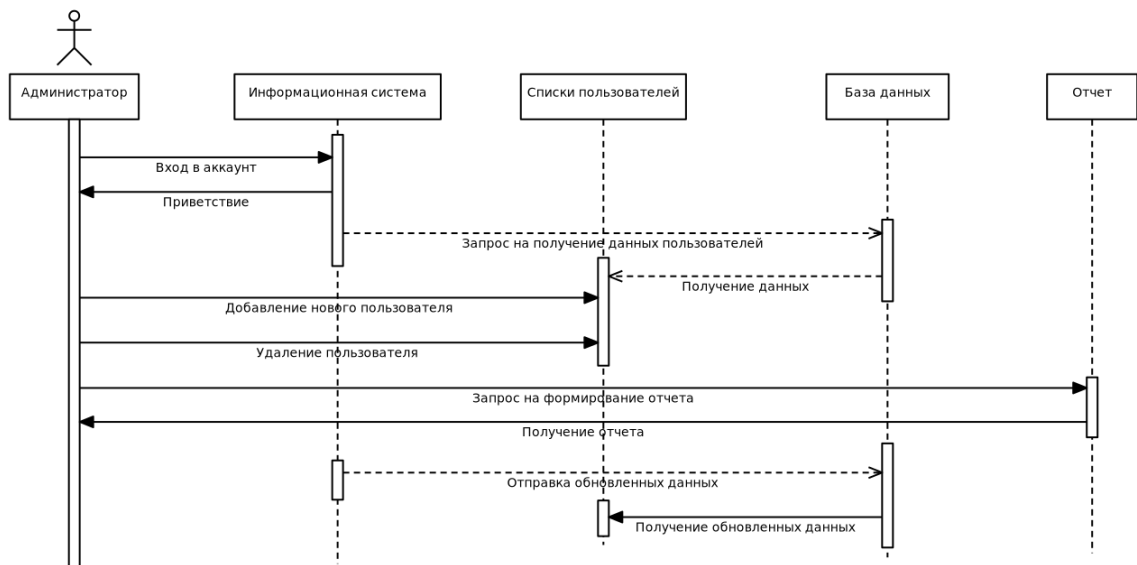 Администратор
Информационная система
Списки пользователей
База данных
Отчет
Вход в аккаунт
Приветствие
Запрос на получение данных пользователей
Получение данных
Добавление нового пользователя
Удаление пользователя
Запрос на формирование отчета
Получение отчета
Отправка обновленных данных
Получение обновленных данных